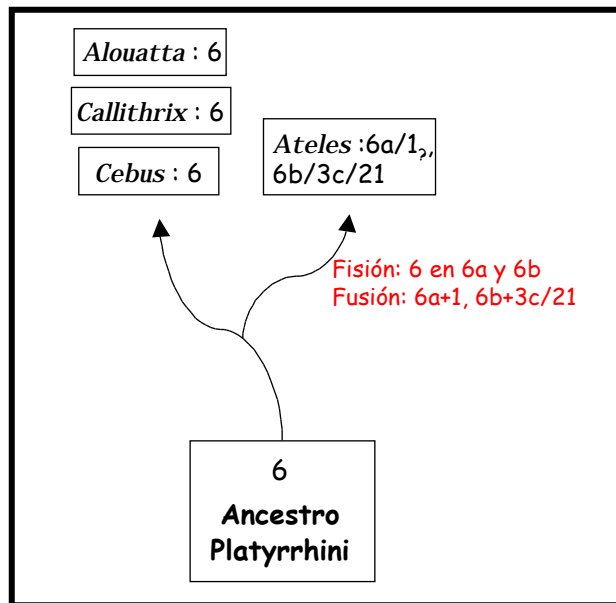 Alouatta : 6
Callithrix : 6
Cebus : 6
Ateles :6a/1?,
6b/3c/21
Fisión: 6 en 6a y 6b
Fusión: 6a+1, 6b+3c/21
6
Ancestro
Platyrrhini